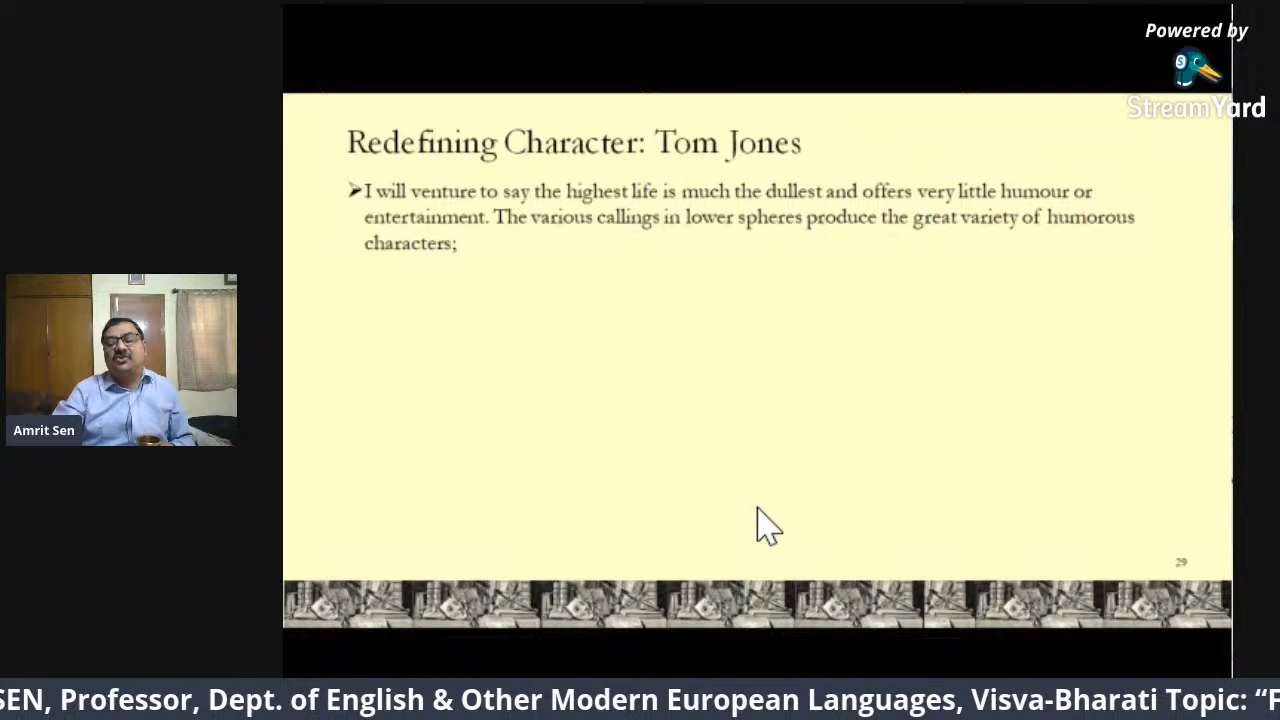 Powered by
StreamYard
Redefining Character: Tom Jones
➤I will venture to say the highest life is much the dullest and offers very little humour or
entertainment. The various callings in lower spheres produce the great variety of humorous
characters;
Amrit Sen
29
SEN, Professor, Dept. of English & Other Modern European Languages, Visva-Bharati Topic: “F